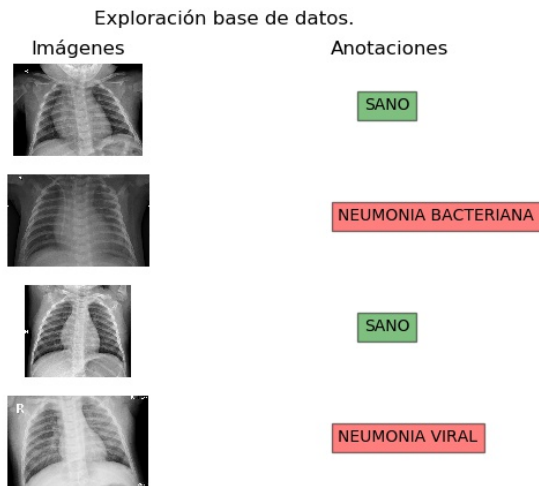 Exploración base de datos.
Imágenes Anotaciones
SANO
NEUMONIA BACTERIANA
SANO
R
NEUMONIA VIRAL